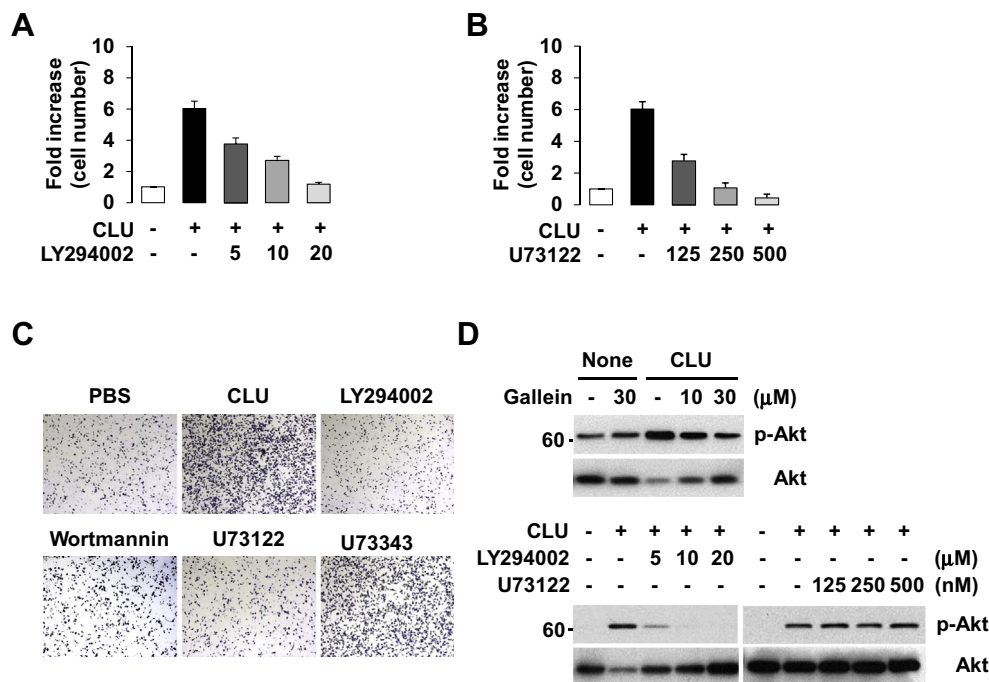 A
Fold increase
(cell number)
10
8
6
4
2
0
CLU - + + + +
LY294002 - - 5 10 20
B
Fold increase
(cell number)
10
8
6
4
2
0
CLU - + + + +
U73122 - - 125 250 500
C
PBS CLU LY294002
Wortmannin U73122 U73343
D
None CLU
Gallein - 30 - 10 30 (μM)
60 - p-Akt
Akt
CLU - + + + + - + + + +
LY294002 - - 5 10 20 - - - - - (μM)
U73122 - - - - - - - 125 250 500 (nM)
60 - p-Akt
Akt